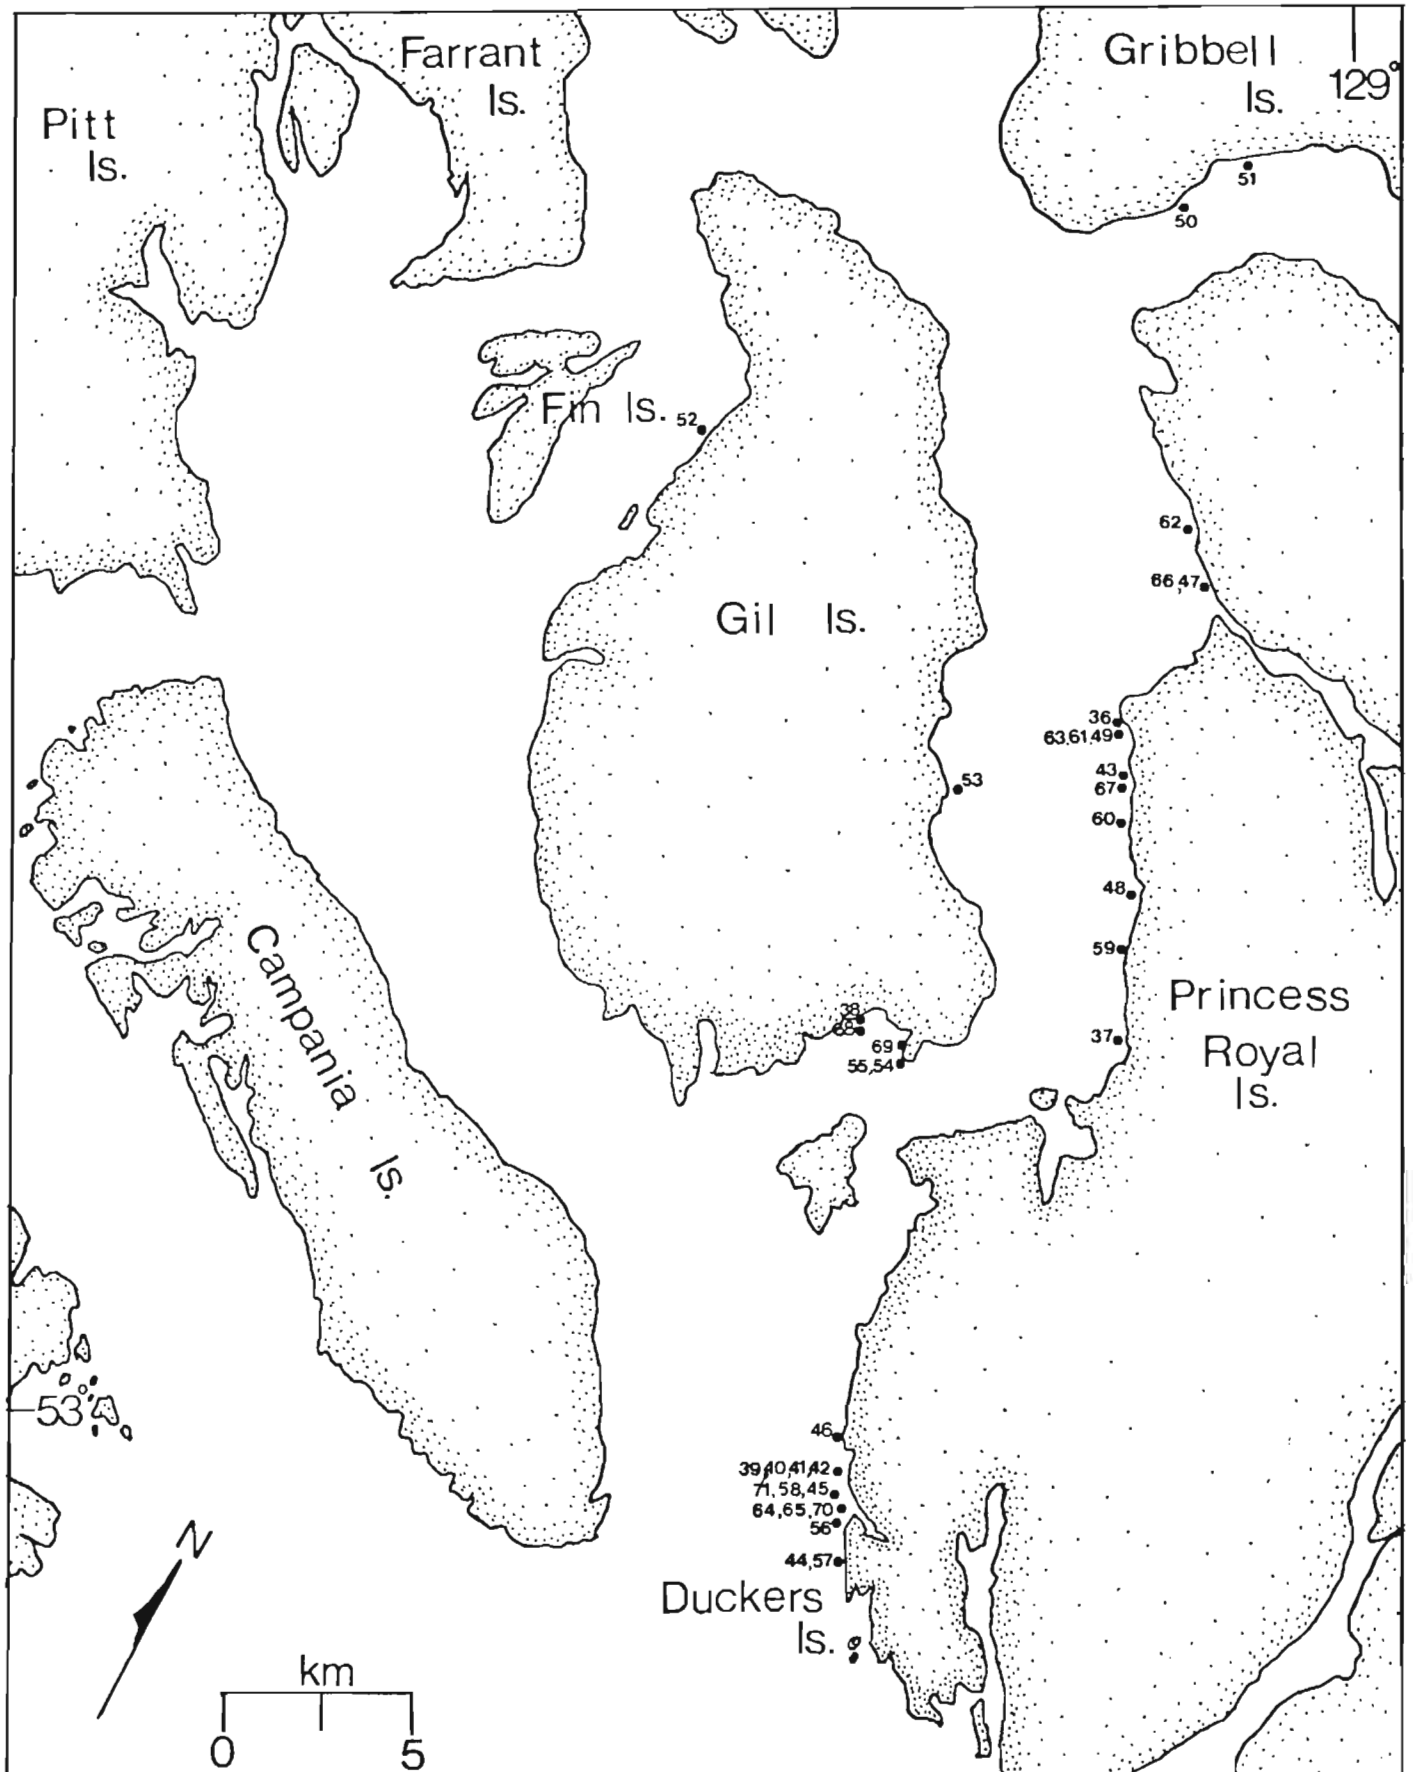 Farrant
Is.
Gribbell
Is.
129°
Pitt
Is.
51
50
Fin Is.
52
62
66,47
Gil Is.
36
63,61,49
43
67
53
60
48
59
Campania Is.
Princess
Royal
Is.
38
68
37
69
55,54
53°
46
39,40,41,42
71,58,45
64,65,70
56
44,57
N
Duckers
Is.
km
0 5